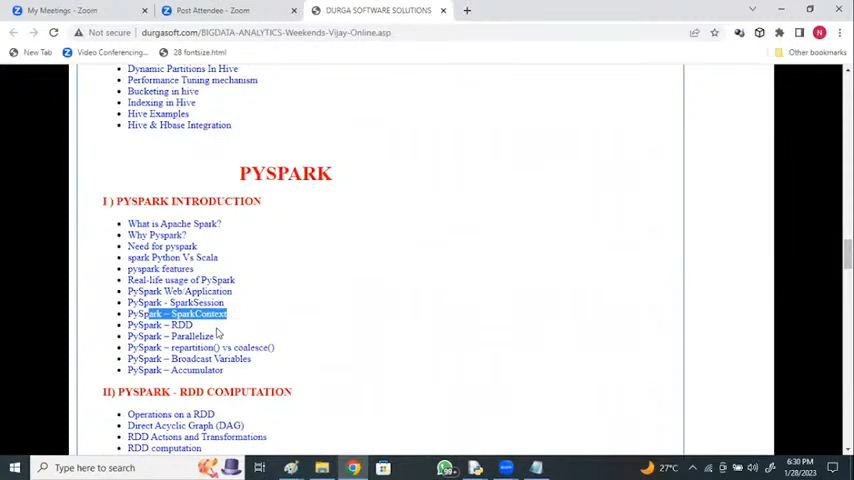 My Meetings - Zoom
Post Attendee - Zoom
DURGA SOFTWARE SOLUTIONS
Not secure | durgasoft.com/BIGDATA-ANALYTICS-Weekends-Vijay-Online.asp
N
New Tab
Video Conferencing...
28 fontsize.html
Other bookmarks
Dynamic Partitions In Hive
Performance Tuning mechanism
Bucketing in hive
Indexing in Hive
Hive Examples
Hive & Hbase Integration
PYSPARK
I ) PYSPARK INTRODUCTION
What is Apache Spark?
Why Pyspark?
Need for pyspark
spark Python Vs Scala
pyspark features
Real-life usage of PySpark
PySpark Web/Application
PySpark - SparkSession
PySpark – SparkContext
PySpark – RDD
PySpark – Parallelize
PySpark – repartition() vs coalesce()
PySpark – Broadcast Variables
PySpark – Accumulator
II) PYSPARK - RDD COMPUTATION
Operations on a RDD
Direct Acyclic Graph (DAG)
RDD Actions and Transformations
RDD computation
Type here to search
99+
27°C
6:30 PM
1/28/2023